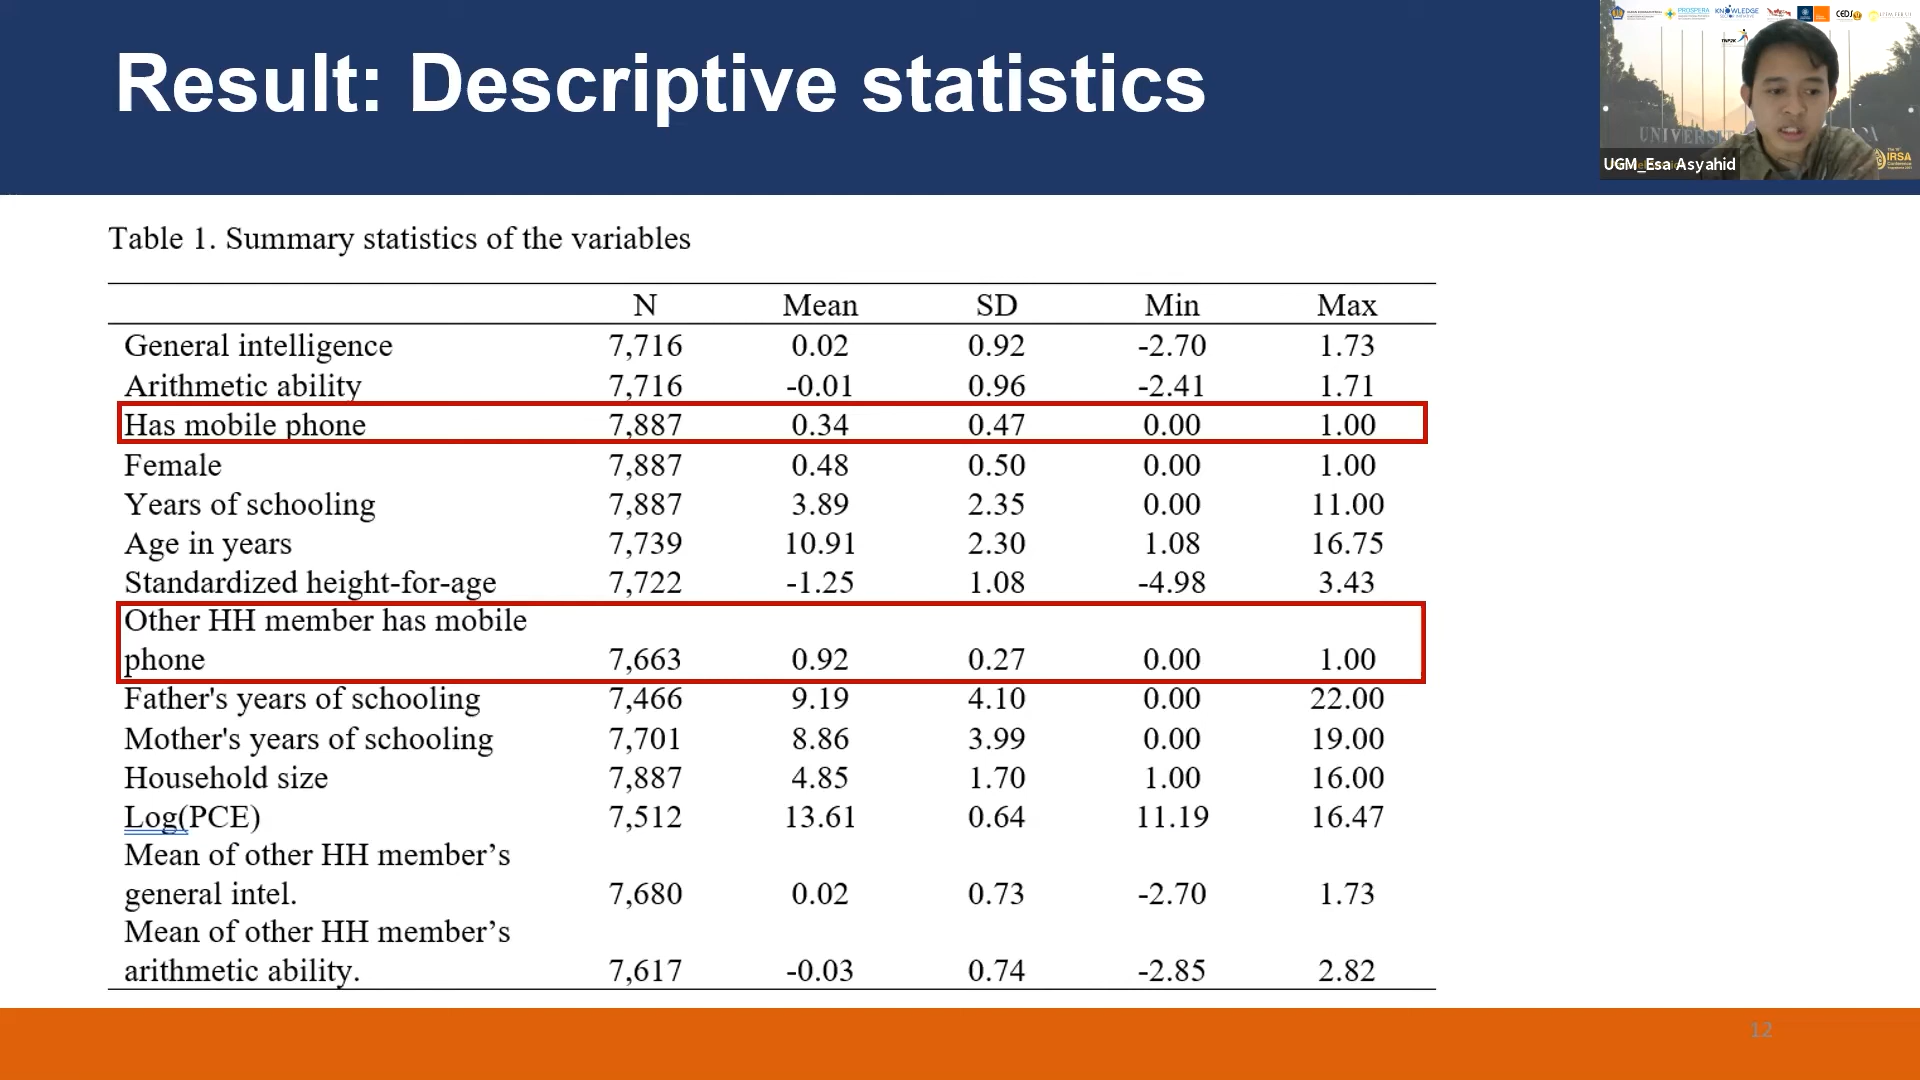 Result: Descriptive statistics
PROSPERA
KNOWLEDGE
CEDS
TNP2K
UNIVERSIT
IRSA
UGM_Esa Asyahid
Table 1. Summary statistics of the variables
N Mean SD Min Max
General intelligence 7,716 0.02 0.92 -2.70 1.73
Arithmetic ability 7,716 -0.01 0.96 -2.41 1.71
Has mobile phone 7,887 0.34 0.47 0.00 1.00
Female 7,887 0.48 0.50 0.00 1.00
Years of schooling 7,887 3.89 2.35 0.00 11.00
Age in years 7,739 10.91 2.30 1.08 16.75
Standardized height-for-age 7,722 -1.25 1.08 -4.98 3.43
Other HH member has mobile
phone 7,663 0.92 0.27 0.00 1.00
Father's years of schooling 7,466 9.19 4.10 0.00 22.00
Mother's years of schooling 7,701 8.86 3.99 0.00 19.00
Household size 7,887 4.85 1.70 1.00 16.00
Log(PCE) 7,512 13.61 0.64 11.19 16.47
Mean of other HH member’s
general intel. 7,680 0.02 0.73 -2.70 1.73
Mean of other HH member’s
arithmetic ability. 7,617 -0.03 0.74 -2.85 2.82
12